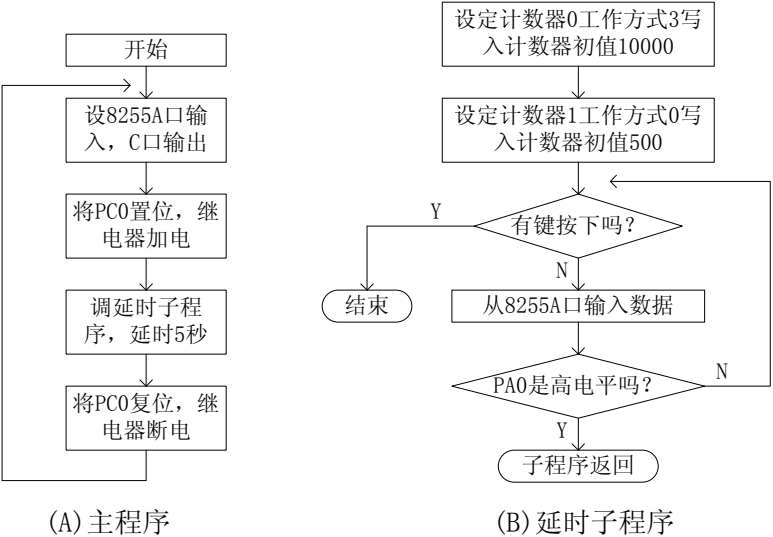 开始
设8255A口输
入，C口输出
将PC0置位，继
电器加电
调延时子程
序，延时5秒
将PC0复位，继
电器断电
(A)主程序
设定计数器0工作方式3写
入计数器初值10000
设定计数器1工作方式0写
入计数器初值500
有键按下吗？
Y
N
结束
从8255A口输入数据
PA0是高电平吗？
N
Y
子程序返回
(B)延时子程序